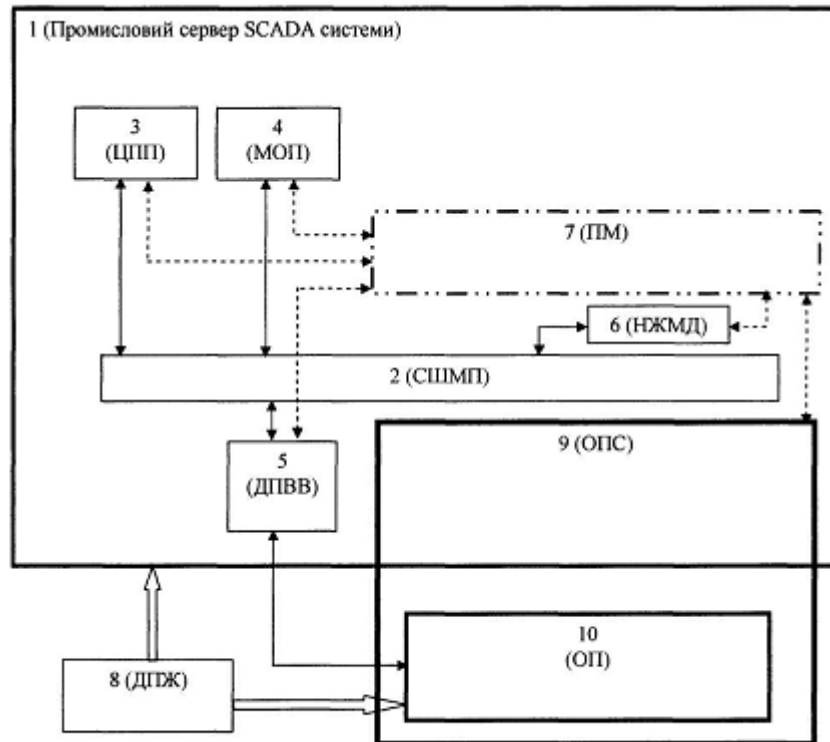 1 (Промисловий сервер SCADA системи)
3
(ЦПП)
4
(МОП)
7 (ПМ)
6 (НЖМД)
2 (СШМП)
5
(ДПВВ)
9 (ОПС)
10
(ОП)
8 (ДПЖ)